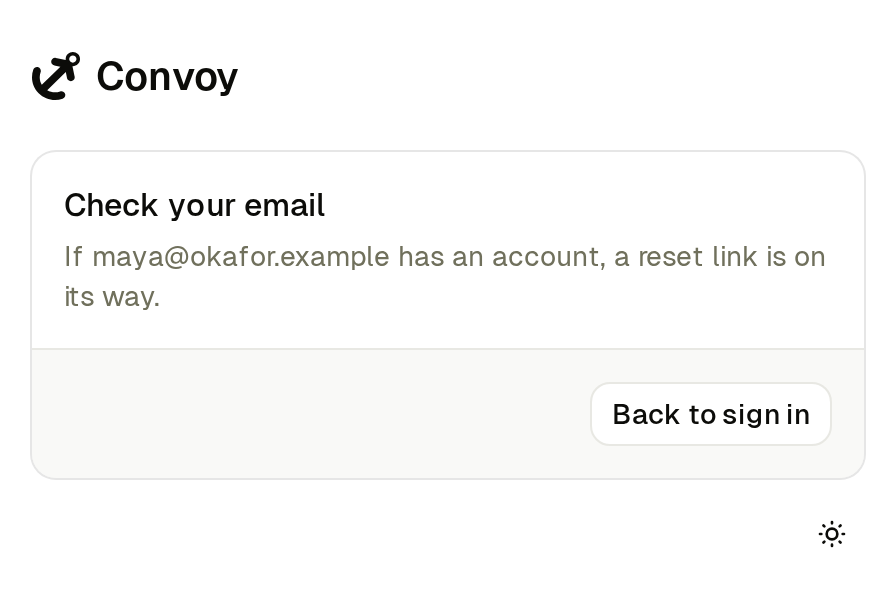 Convoy
Check your email
If maya@okafor.example has an account, a reset link is on
its way.
Back to sign in